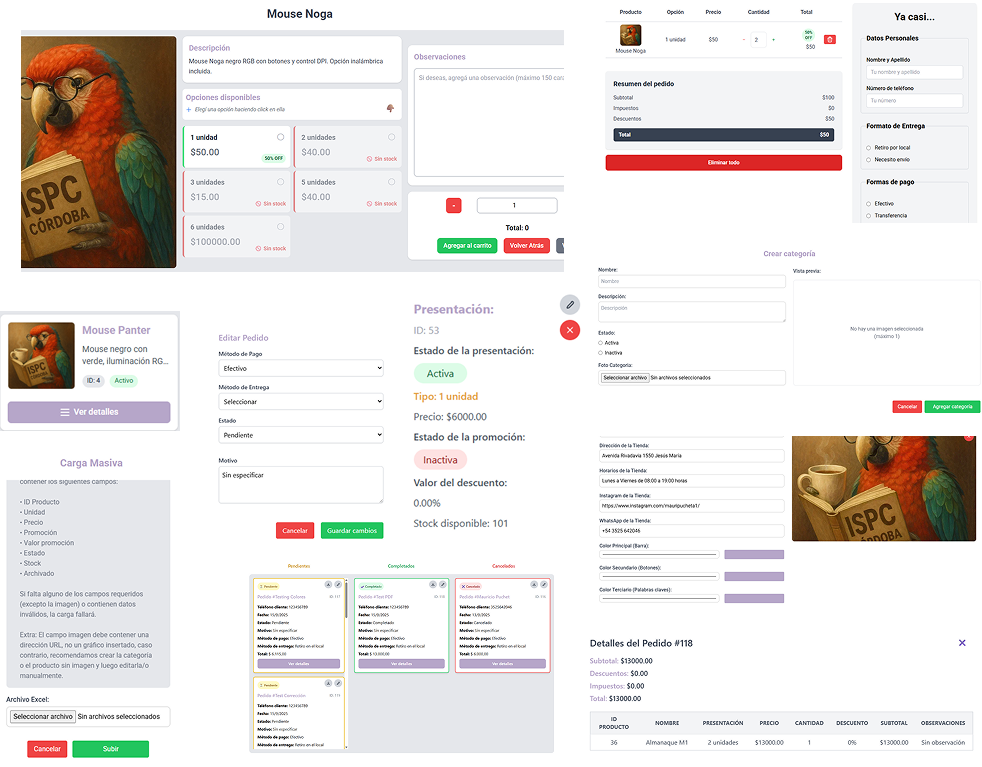 Mouse Noga
ISPC
CÓRDOBA
Descripción
Mouse Noga negro RGB con botones y control DPI. Opción inalámbrica
incluida.
Opciones disponibles
+ Elegí una opción haciendo click en ella
1 unidad
$50.00
50% OFF
2 unidades
$40.00
Sin stock
3 unidades
$15.00
Sin stock
5 unidades
$40.00
Sin stock
6 unidades
$100000.00
Sin stock
Observaciones
Si deseas, agregá una observación (máximo 150 cara
-
1
Total: 0
Agregar al carrito
Volver Atrás
Producto Opción Precio Cantidad Total
Mouse Noga
1 unidad
$50
- 2 +
50%
OFF
$50
Resumen del pedido
Subtotal $100
Impuestos $0
Descuentos $50
Total $50
Eliminar todo
Ya casi...
Datos Personales
Nombre y Apellido
Tu nombre y apellido
Número de teléfono
Tu número
Formato de Entrega
Retiro por local
Necesito envío
Formas de pago
Efectivo
Transferencia
Crear categoría
Nombre:
Nombre
Descripción:
Descripción
Estado:
Activa
Inactiva
Foto Categoría:
Seleccionar archivo Sin archivos seleccionados
Vista previa:
No hay una imagen seleccionada
(maximo 1)
Cancelar
Agregar categoría
ISPC
Mouse Panter
Mouse negro con
verde, iluminación RG...
ID: 4
Activo
Ver detalles
Editar Pedido
Método de Pago
Efectivo
Método de Entrega
Seleccionar
Estado
Pendiente
Motivo
Sin especificar
Cancelar
Guardar cambios
Presentación:
ID: 53
Estado de la presentación:
Activa
Tipo: 1 unidad
Precio: $6000.00
Estado de la promoción:
Inactiva
Valor del descuento:
0.00%
Stock disponible: 101
Carga Masiva
contener los siguientes campos:
• ID Producto
• Unidad
• Precio
• Promoción
• Valor promoción
• Estado
• Stock
• Archivado
Si falta alguno de los campos requeridos
(excepto la imagen) o contienen datos
inválidos, la carga fallará.
Extra: El campo imagen debe contener una
dirección URL, no un gráfico insertado, caso
contrario, recomendamos crear la categoría
o el producto sin imagen y luego editarla/o
manualmente.
Archivo Excel:
Seleccionar archivo Sin archivos seleccionados
Cancelar
Subir
Pendientes
Pendiente
Pedido #Testing Colores
Teléfono cliente: 123456789
Fecha: 15/9/2025
Estado: Pendiente
Motivo: Sin especificar
Método de pago: Efectivo
Método de entrega: Retiro en el local
Ver detalles
Pendiente
Pedido #Test Corrección
Teléfono cliente: 123456789
Fecha: 15/9/2025
Estado: Pendiente
Motivo: Sin especificar
Método de pago: Efectivo
Método de entrega: Retiro en el local
Completados
Completado
Pedido #Test PDF
Teléfono cliente: 123456789
Fecha: 15/9/2025
Estado: Completado
Motivo: Sin especificar
Método de pago: Efectivo
Método de entrega: Retiro en el local
Ver detalles
Cancelados
Cancelado
Pedido #Mauricio Pochet
Fecha: 15/9/2025
Estado: Cancelado
Motivo: Sin especificar
Método de pago: Efectivo
Método de entrega: Retiro en el local
Ver detalles
Dirección de la Tienda:
Avenida Rivadavia 1550 Jesús María
Horarios de la Tienda:
Lunes a Viernes de 08:00 a 19:00 horas
Instagram de la Tienda:
https://www.instagram.com/mauripucheta1/
WhatsApp de la Tienda:
+54 3525 642046
Color Principal (Barra):
Color Secundario (Botones):
Color Terciario (Palabras claves):
ISPC
Detalles del Pedido #118
Subtotal: $13000.00
Descuentos: $0.00
Impuestos: $0.00
Total: $13000.00
ID PRODUCTO NOMBRE PRESENTACIÓN PRECIO CANTIDAD DESCUENTO SUBTOTAL OBSERVACIONES
36 Almanaque M1 2 unidades $13000.00 1 0% $13000.00 Sin observación